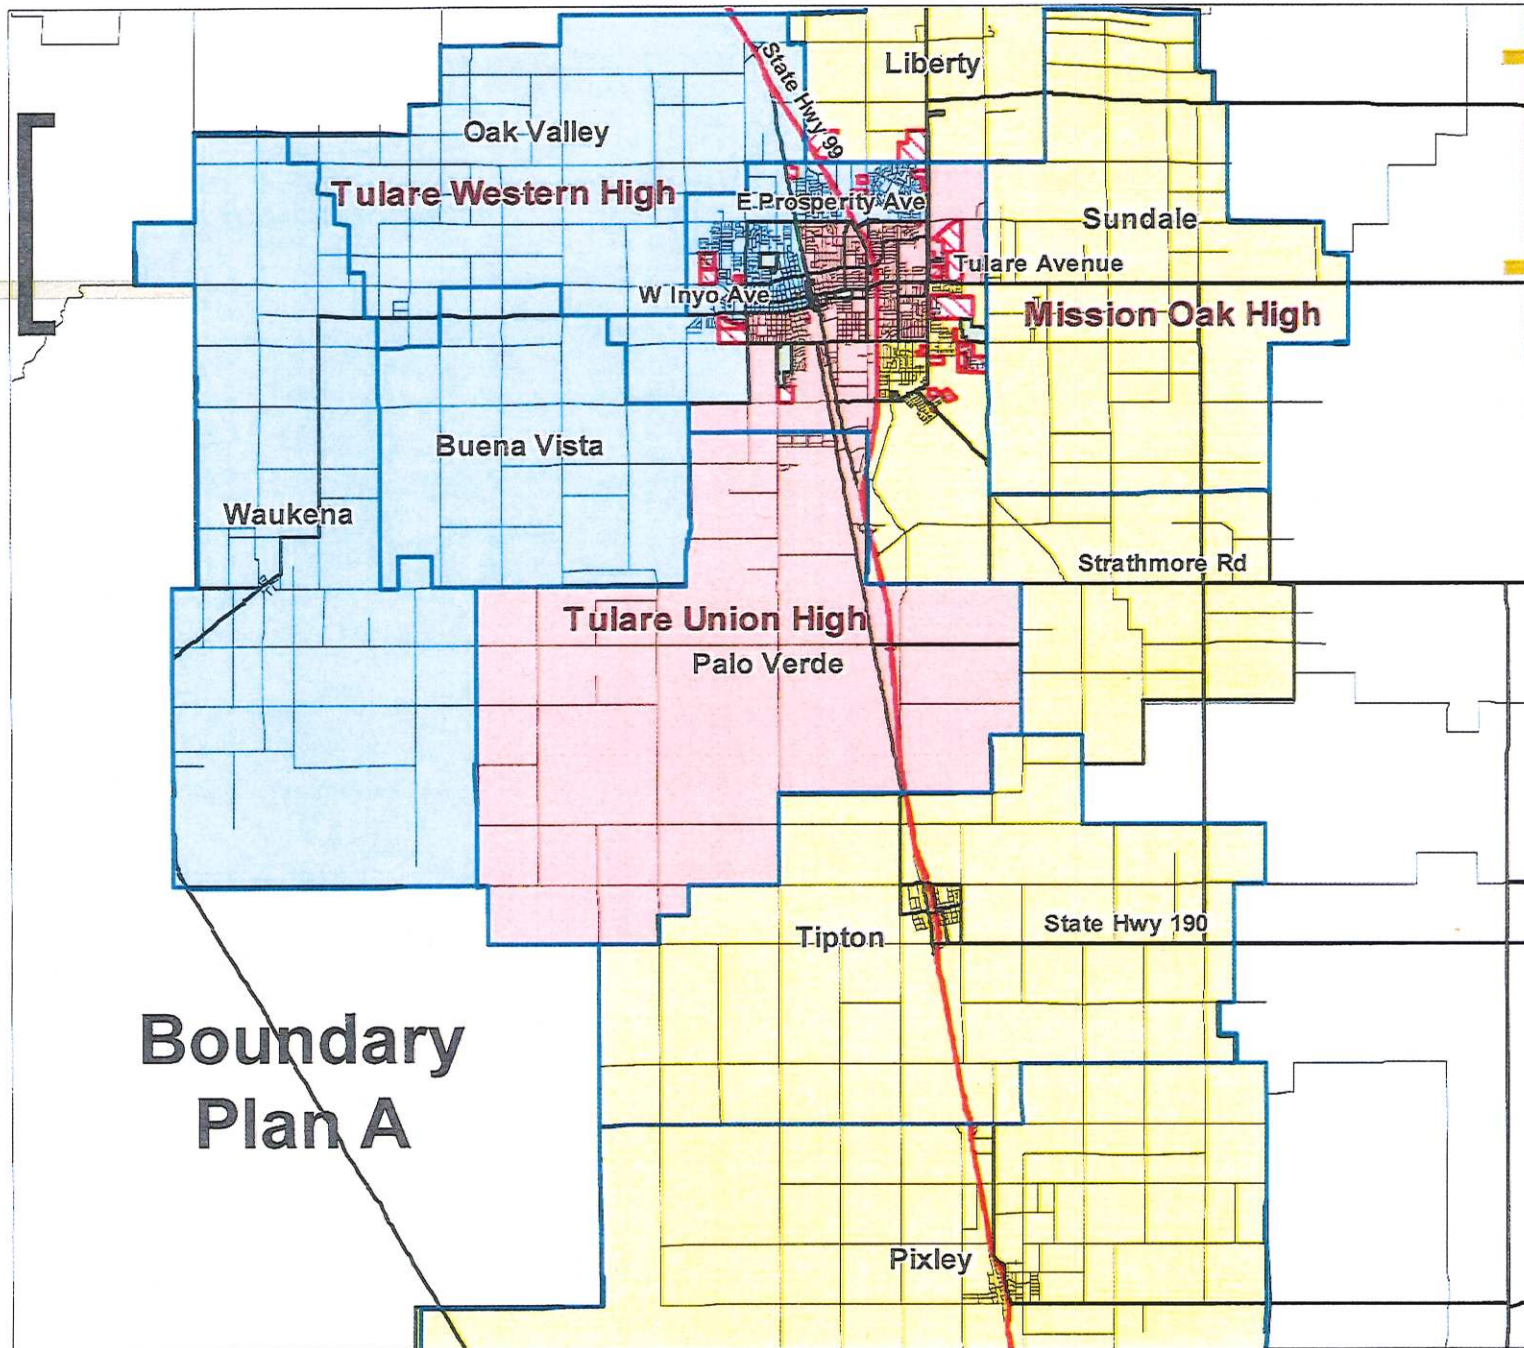 Liberty
State Hwy 99
Oak Valley
Tulare Western High
E Prosperity Ave
Sundale
Tulare Avenue
W Inyo Ave
Mission Oak High
Buena Vista
Waukena
Strathmore Rd
Tulare Union High
Palo Verde
State Hwy 190
Tipton
Boundary
Plan A
Pixley